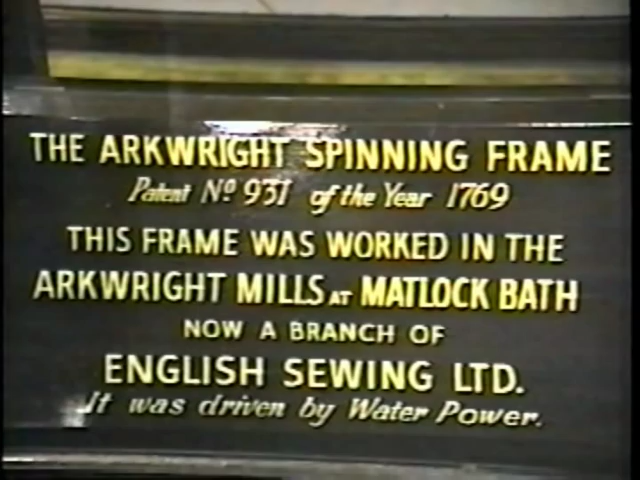 THE ARKWRIGHT SPINNING FRAME
Patent Nº 931 of the Year 1769
THIS FRAME WAS WORKED IN THE
ARKWRIGHT MILLS AT MATLOCK BATH
NOW A BRANCH OF
ENGLISH SEWING LTD.
It was driven by Water Power.